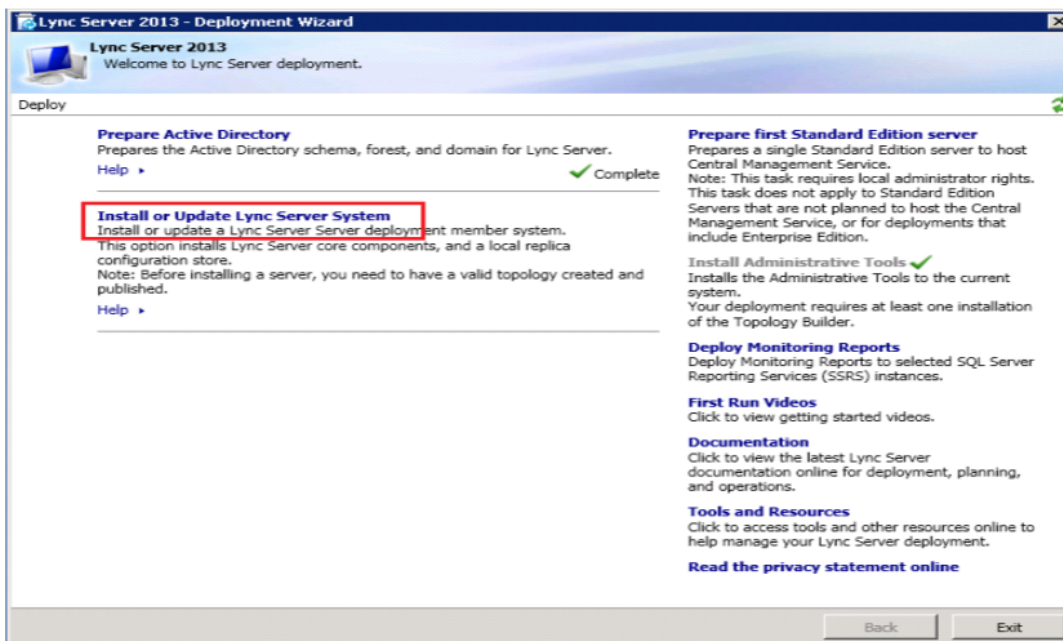 Lync Server 2013 - Deployment Wizard
Lync Server 2013
Welcome to Lync Server deployment.
Deploy
Prepare Active Directory
Prepares the Active Directory schema, forest, and domain for Lync Server.
Help
Complete
Install or Update Lync Server System
Install or update a Lync Server Server deployment member system.
This option installs Lync Server core components, and a local replica
configuration store.
Note: Before installing a server, you need to have a valid topology created and
published.
Help
Prepare first Standard Edition server
Prepares a single Standard Edition server to host
Central Management Service.
Note: This task requires local administrator rights.
This task does not apply to Standard Edition
Servers that are not planned to host the Central
Management Service, or for deployments that
include Enterprise Edition.
Install Administrative Tools
Installs the Administrative Tools to the current
system.
Your deployment requires at least one installation
of the Topology Builder.
Deploy Monitoring Reports
Deploy Monitoring Reports to selected SQL Server
Reporting Services (SSRS) instances.
First Run Videos
Click to view getting started videos.
Documentation
Click to view the latest Lync Server
documentation online for deployment, planning,
and operations.
Tools and Resources
Click to access tools and other resources online to
help manage your Lync Server deployment.
Read the privacy statement online
Back
Exit